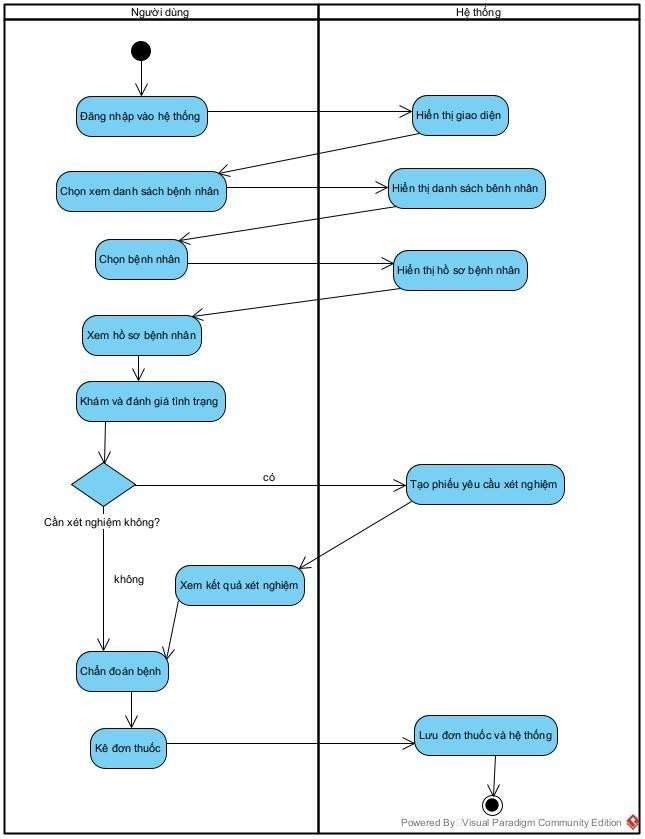 Người dùng
Hệ thống
Đăng nhập vào hệ thống
Hiển thị giao diện
Chọn xem danh sách bệnh nhân
Hiển thị danh sách bênh nhân
Chọn bệnh nhân
Hiển thị hồ sơ bệnh nhân
Xem hồ sơ bệnh nhân
Khám và đánh giá tình trạng
có
Tạo phiếu yêu cầu xét nghiệm
Cần xét nghiệm không?
không
Xem kết quả xét nghiệm
Chẩn đoán bệnh
Kê đơn thuốc
Lưu đơn thuốc và hệ thống
Powered By Visual Paradigm Community Edition